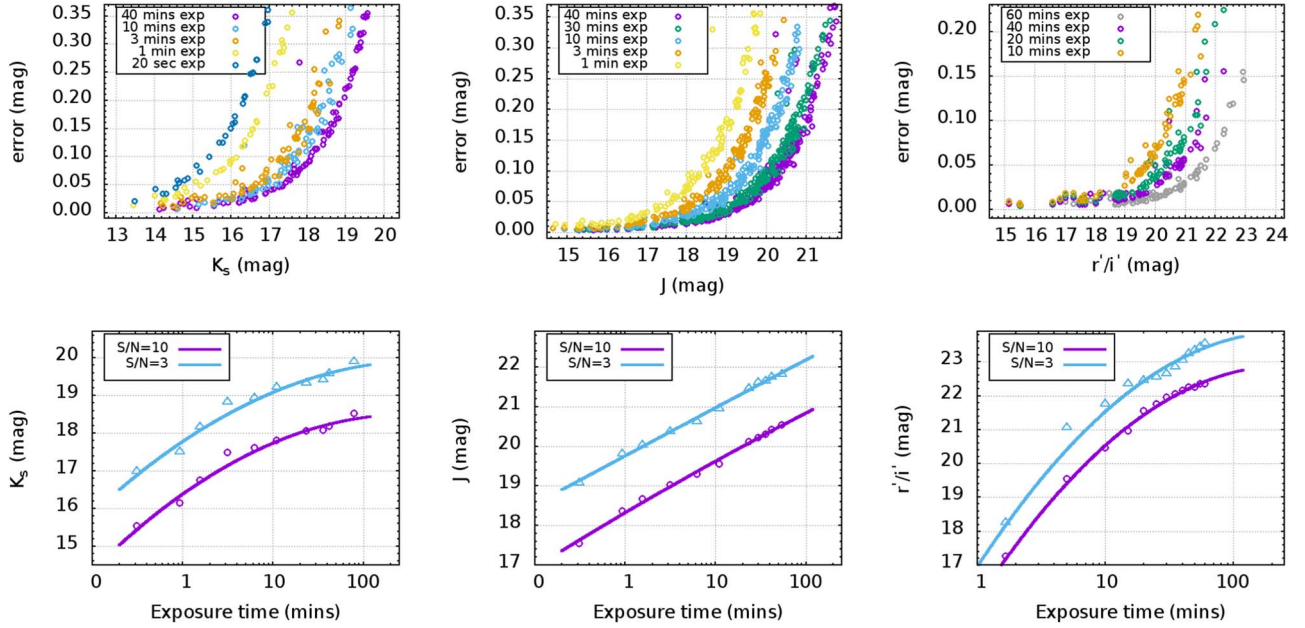 error (mag)
0.35
0.30
0.25
0.20
0.15
0.10
0.05
0.00
40 mins exp
10 mins exp
3 mins exp
1 min exp
20 sec exp
13 14 15 16 17 18 19 20
Ks (mag)
error (mag)
0.35
0.30
0.25
0.20
0.15
0.10
0.05
0.00
40 mins exp
30 mins exp
10 mins exp
3 mins exp
1 min exp
15 16 17 18 19 20 21
J (mag)
error (mag)
0.20
0.15
0.10
0.05
0.00
60 mins exp
40 mins exp
20 mins exp
10 mins exp
15 16 17 18 19 20 21 22 23 24
r'/i' (mag)
Ks (mag)
20
19
18
17
16
15
S/N=10
S/N=3
0 1 10 100
Exposure time (mins)
J (mag)
22
21
20
19
18
17
S/N=10
S/N=3
0 1 10 100
Exposure time (mins)
r'/i' (mag)
23
22
21
20
19
18
17
S/N=10
S/N=3
1 10 100
Exposure time (mins)